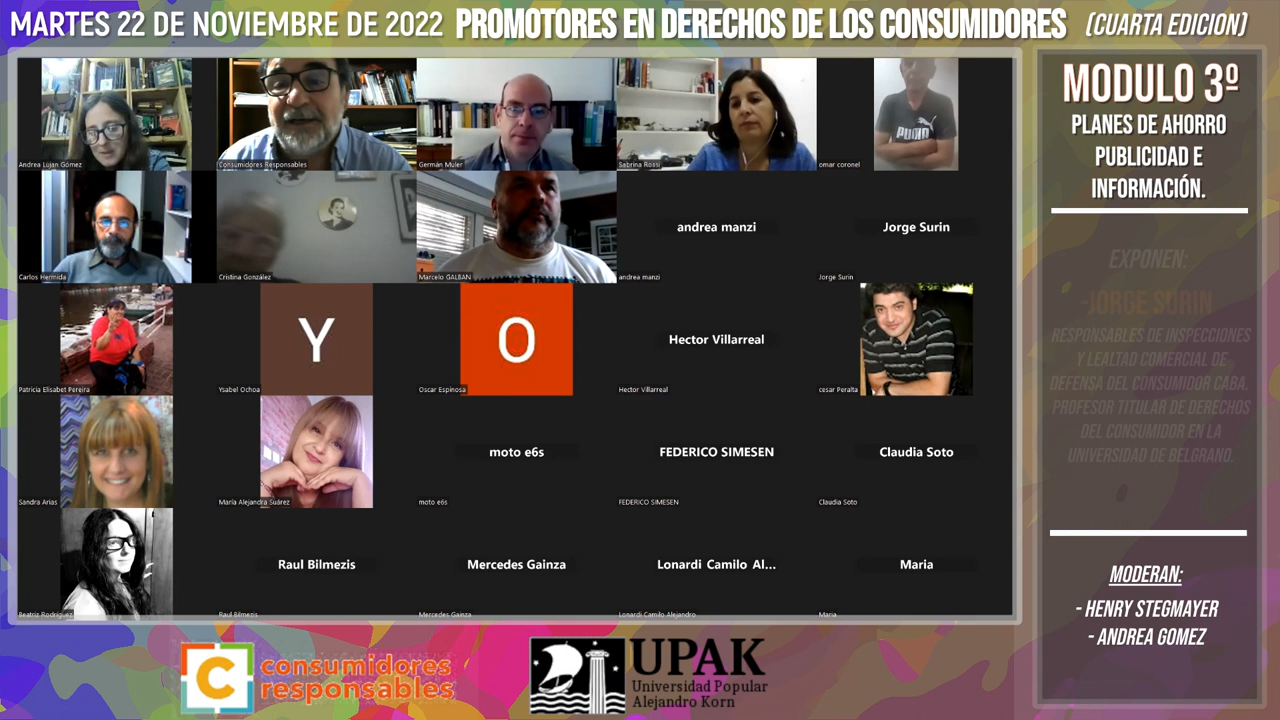 MARTES 22 DE NOVIEMBRE DE 2022 PROMOTORES EN DERECHOS DE LOS CONSUMIDORES (CUARTA EDICION)
Andrea Lujan Gómez
Consumidores Responsables
Germán Muler
Sabrina Rossi
omar coronel
PUMA
Carlos Hermida
Cristina González
Marcelo GALBAN
andrea manzi
andrea manzi
Jorge Surin
Jorge Surin
Patricia Elisabet Pereira
Y
Ysabel Ochoa
O
Oscar Espinosa
Hector Villarreal
Hector Villarreal
cesar Peralta
Sandra Arias
María Alejandra Suárez
moto e6s
moto e6s
FEDERICO SIMESEN
FEDERICO SIMESEN
Claudia Soto
Claudia Soto
Beatriz Rodríguez
Raul Bilmezis
Raul Bilmezis
Mercedes Gainza
Mercedes Gainza
Lonardi Camilo Al...
Lonardi Camilo Alejandro
Maria
Maria
MODULO 3º
PLANES DE AHORRO
PUBLICIDAD E
INFORMACIÓN.
EXPONEN:
-JORGE SURIN
RESPONSABLES DE INSPECCIONES
Y LEALTAD COMERCIAL DE
DEFENSA DEL CONSUMIDOR CABA.
PROFESOR TITULAR DE DERECHOS
DEL CONSUMIDOR EN LA
UNIVERSIDAD DE BELGRANO.
MODERAN:
- HENRY STEGMAYER
- ANDREA GOMEZ
C
consumidores
responsables
UPAK
Universidad Popular
Alejandro Korn